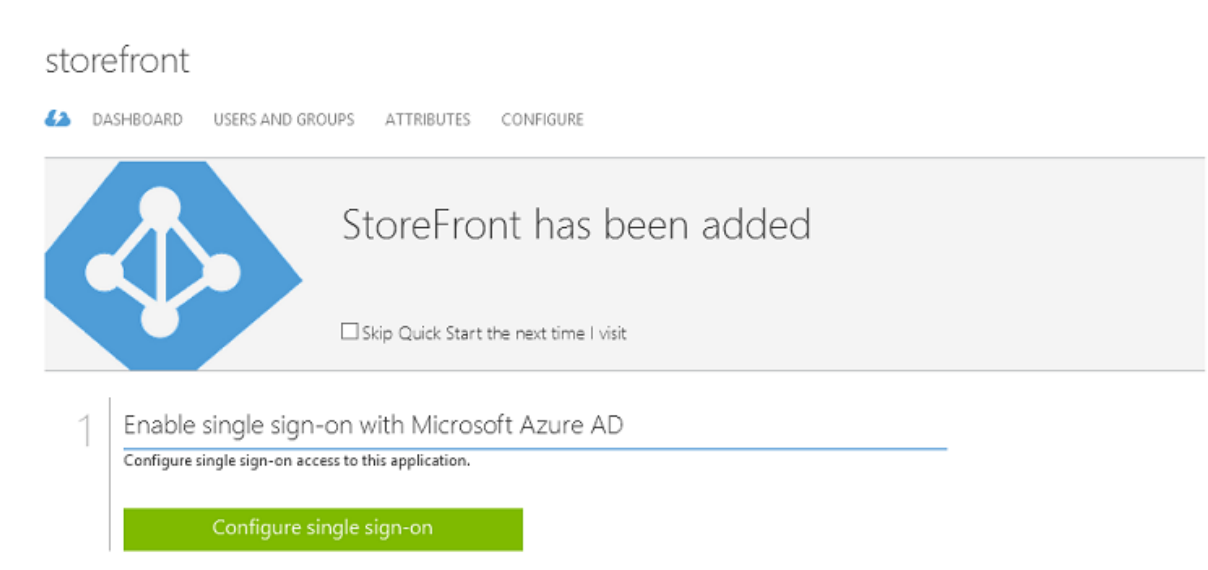 storefront
DASHBOARD USERS AND GROUPS ATTRIBUTES CONFIGURE
StoreFront has been added
Skip Quick Start the next time I visit
1 Enable single sign-on with Microsoft Azure AD
Configure single sign-on access to this application.
Configure single sign-on